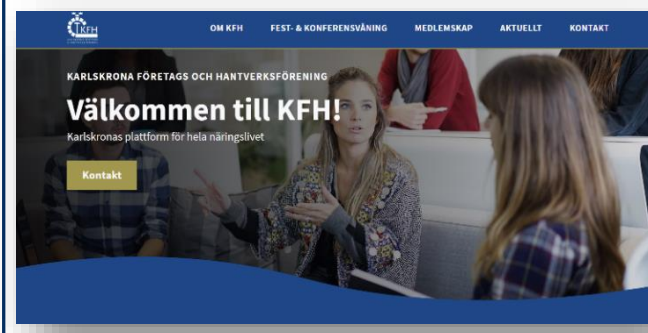 KFH
OM KFH FEST- & KONFERENSVÅNING MEDLEMSKAP AKTUELLT KONTAKT
KARLSKRONA FÖRETAGS OCH HANTVERKSFÖRENING
Välkommen till KFH!
Karlskronas plattform för hela näringslivet
Kontakt